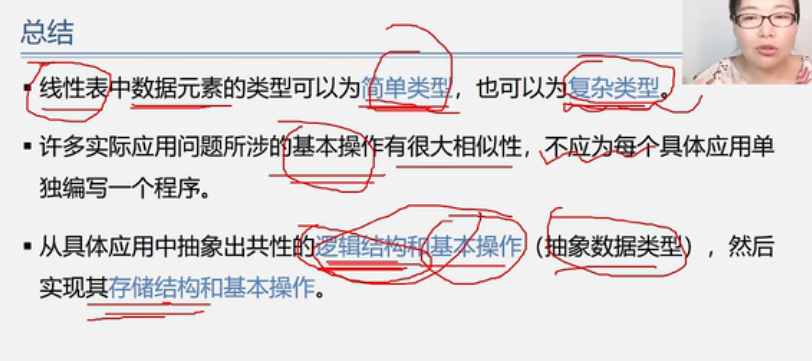 总结
▪ 线性表中数据元素的类型可以为简单类型，也可以为复杂类型。
▪ 许多实际应用问题所涉的基本操作有很大相似性，不应为每个具体应用单
独编写一个程序。
▪ 从具体应用中抽象出共性的逻辑结构和基本操作（抽象数据类型），然后
实现其存储结构和基本操作。